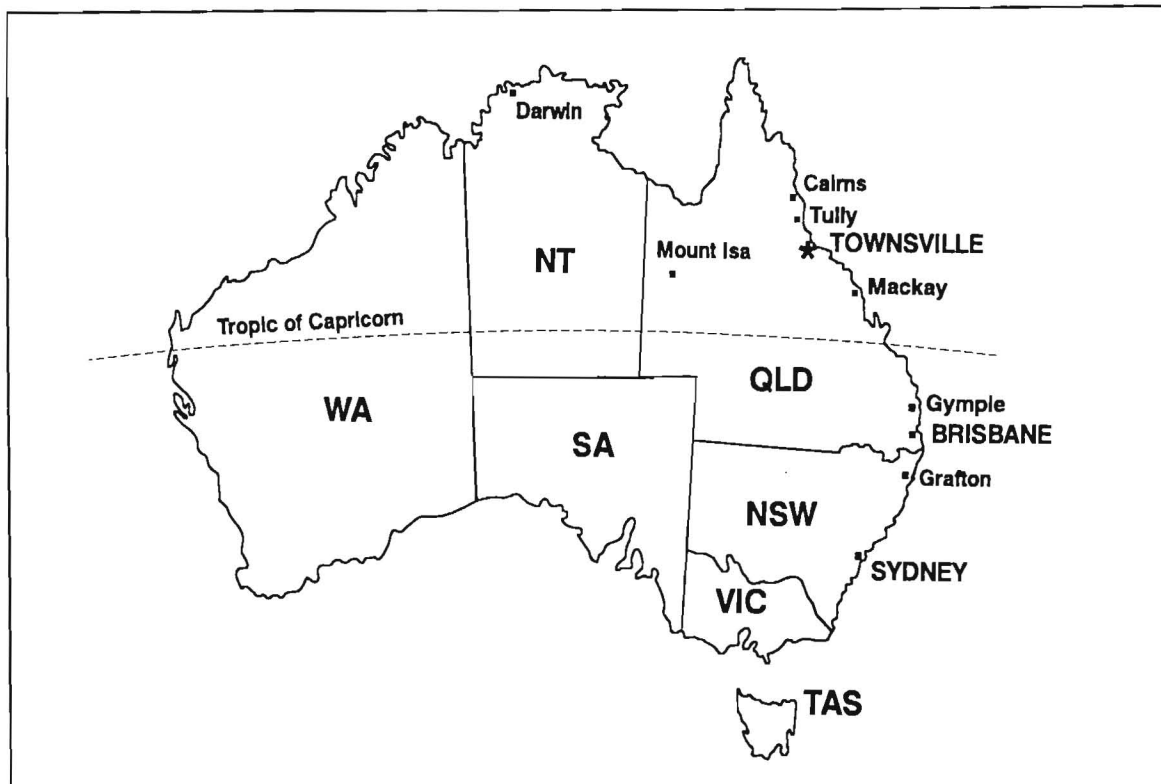 Darwin
Cairns
Tully
TOWNSVILLE
Mount Isa
NT
Mackay
Tropic of Capricorn
QLD
WA
Gympie
BRISBANE
SA
Grafton
NSW
SYDNEY
VIC
TAS